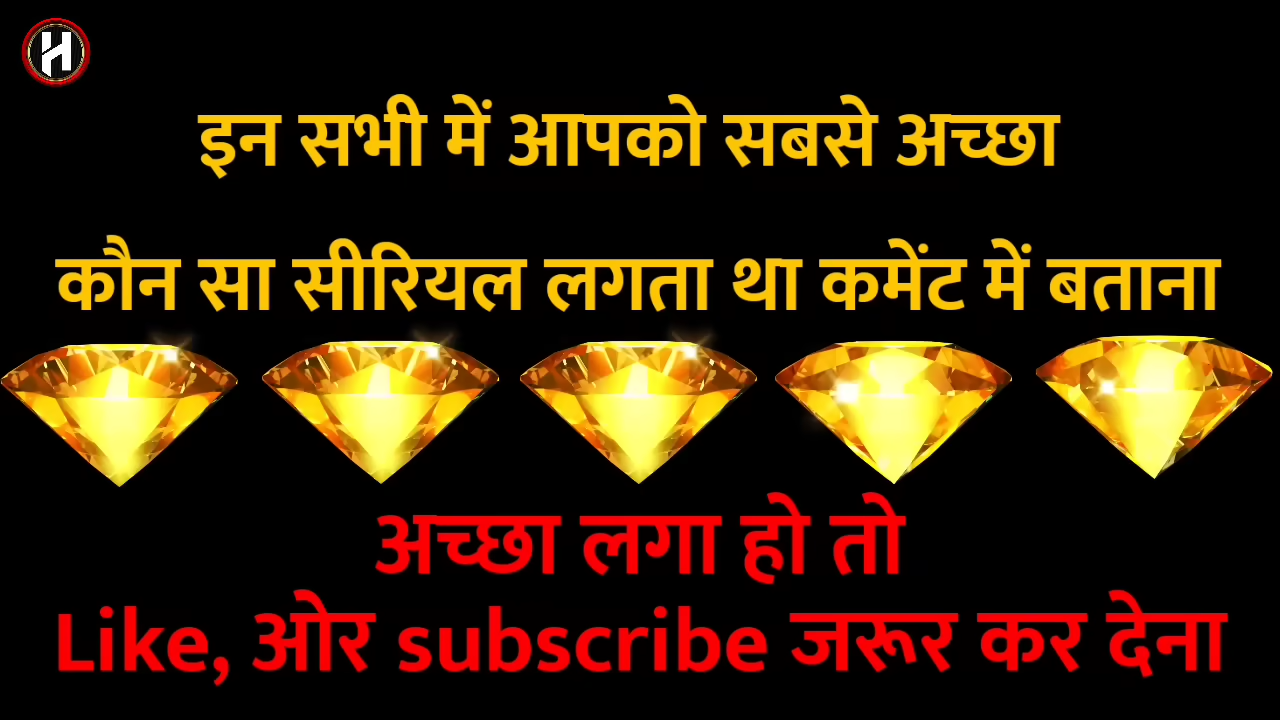 इन सभी में आपको सबसे अच्छा
कौन सा सीरियल लगता था कमेंट में बताना
अच्छा लगा हो तो
Like, ओर subscribe जरूर कर देना